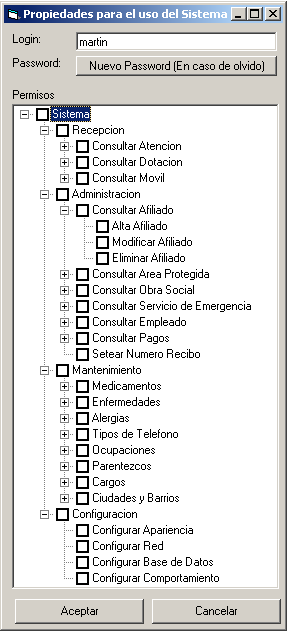 Propiedades para el uso del Sistema
Login:
martin
Password:
Nuevo Password (En caso de olvido)
Permisos
Sistema
Recepcion
Consultar Atencion
Consultar Dotacion
Consultar Movil
Administracion
Consultar Afiliado
Alta Afiliado
Modificar Afiliado
Eliminar Afiliado
Consultar Area Protegida
Consultar Obra Social
Consultar Servicio de Emergencia
Consultar Empleado
Consultar Pagos
Setear Numero Recibo
Mantenimiento
Medicamentos
Enfermedades
Alergias
Tipos de Telefono
Ocupaciones
Parentezcos
Cargos
Ciudades y Barrios
Configuracion
Configurar Apariencia
Configurar Red
Configurar Base de Datos
Configurar Comportamiento
Aceptar
Cancelar